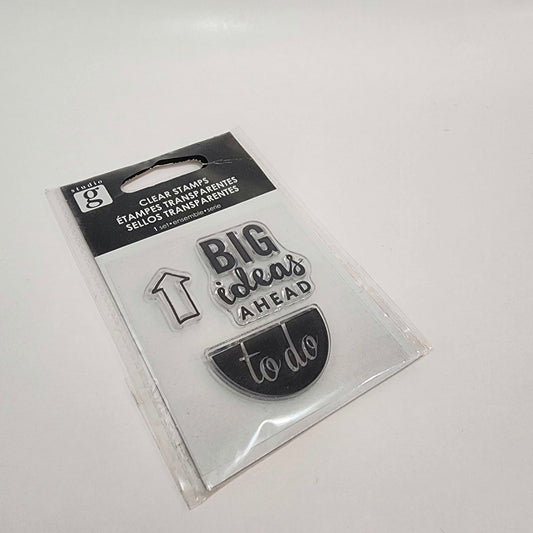 studio
g
CLEAR STAMPS
ÉTAMPES TRANSPARENTES
SELLOS TRANSPARENTES
1 set • ensemble • serie
BIG
ideas
AHEAD
to do